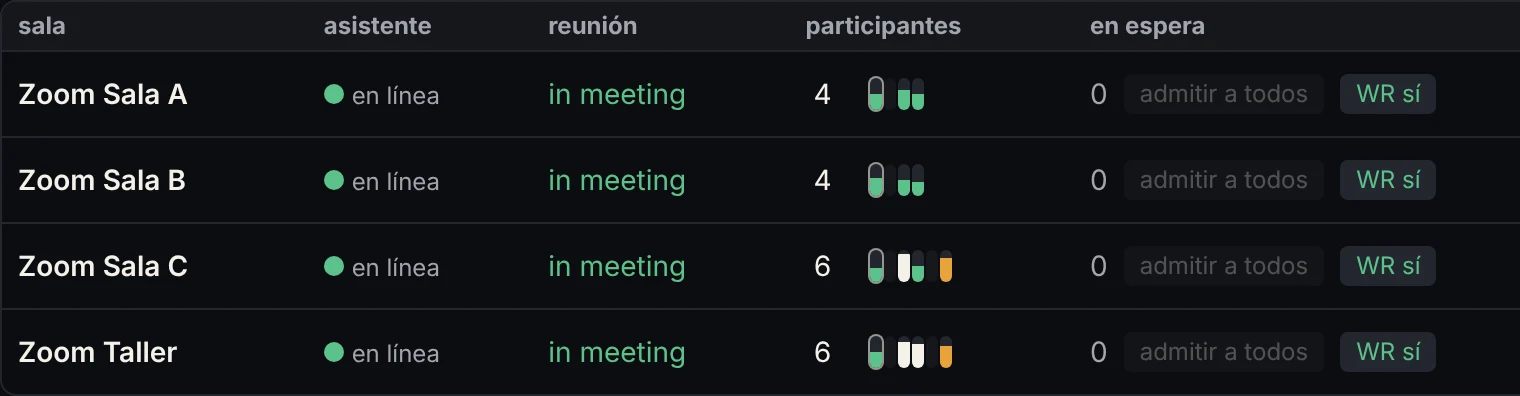 sala asistente reunión participantes en espera
Zoom Sala A en línea in meeting 4 0 admitir a todos WR sí
Zoom Sala B en línea in meeting 4 0 admitir a todos WR sí
Zoom Sala C en línea in meeting 6 0 admitir a todos WR sí
Zoom Taller en línea in meeting 6 0 admitir a todos WR sí